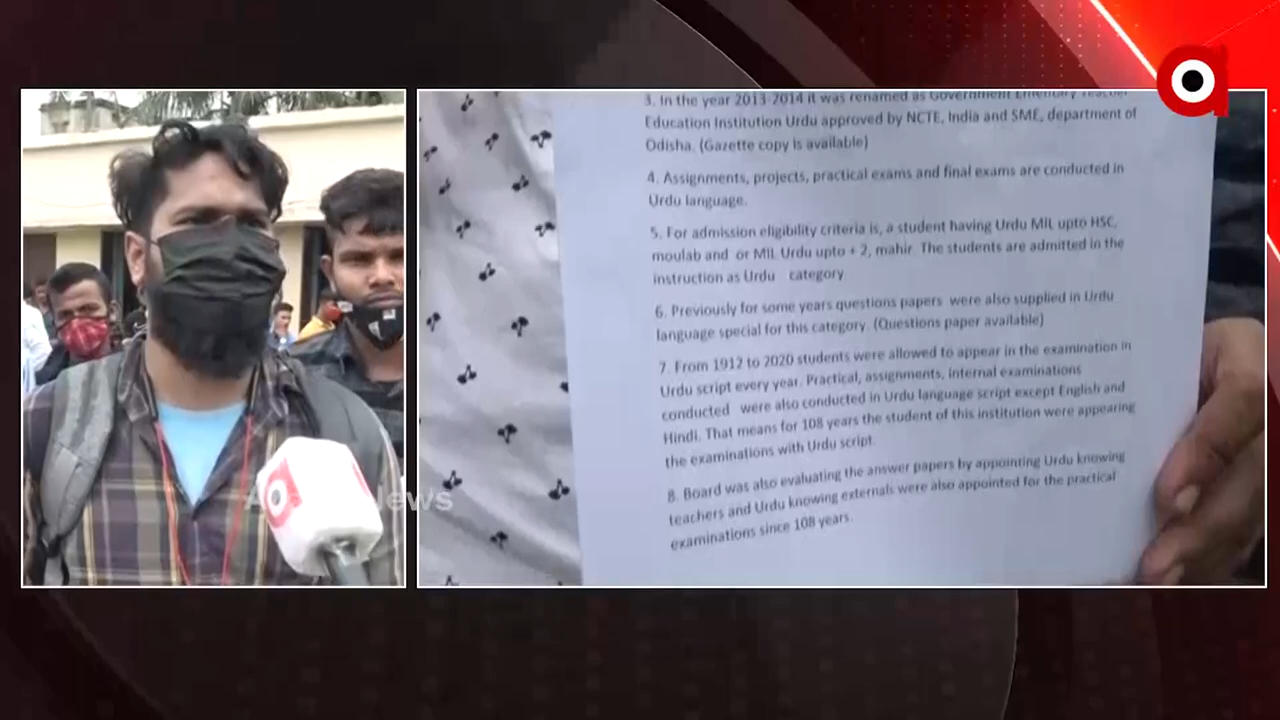 3. In the year 2013-2014 it was renamed as Government Elmentary Teacher
Education Institution Urdu approved by NCTE, India and SME, department of
Odisha. (Gazette copy is available)
4. Assignments, projects, practical exams and final exams are conducted in
Urdu language.
5. For admission eligibility criteria is, a student having Urdu MIL upto HSC,
moulab and or MIL Urdu upto + 2, mahir. The students are admitted in the
instruction as Urdu category
6. Previously for some years questions papers were also supplied in Urdu
language special for this category. (Questions paper available)
7. From 1912 to 2020 students were allowed to appear in the examination in
Urdu script every year. Practical, assignments, internal examinations
conducted were also conducted in Urdu language script except English and
Hindi. That means for 108 years the student of this institution were appearing
the examinations with Urdu script.
8. Board was also evaluating the answer papers by appointing Urdu knowing
teachers and Urdu knowing externals were also appointed for the practical
examinations since 108 years.
News